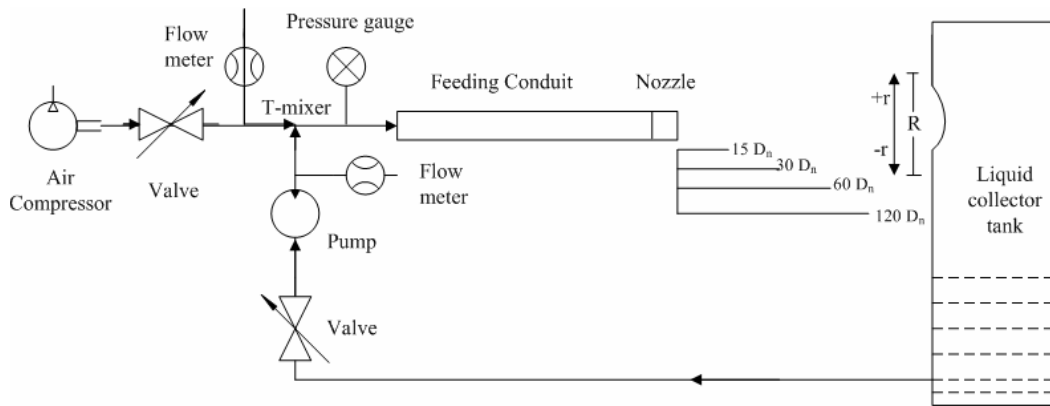 Flow
meter
Pressure gauge
T-mixer
Feeding Conduit
Nozzle
+r
R
-r
15 Dn
30 Dn
60 Dn
120 Dn
Air
Compressor
Valve
Flow
meter
Pump
Valve
Liquid
collector
tank